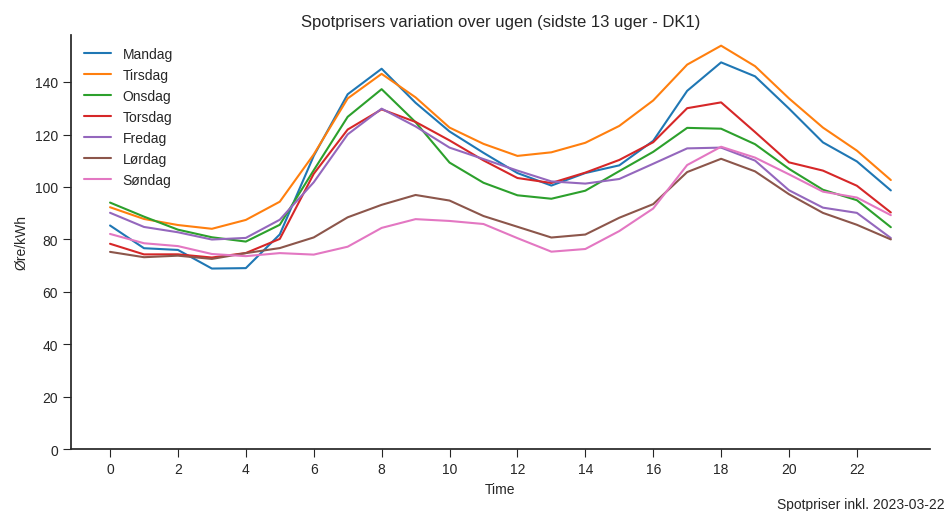 Spotprisers variation over ugen (sidste 13 uger - DK1)
Mandag
Tirsdag
Onsdag
Torsdag
Fredag
Lørdag
Søndag
Øre/kWh
140
120
100
80
60
40
20
0
0 2 4 6 8 10 12 14 16 18 20 22
Time
Spotpriser inkl. 2023-03-22